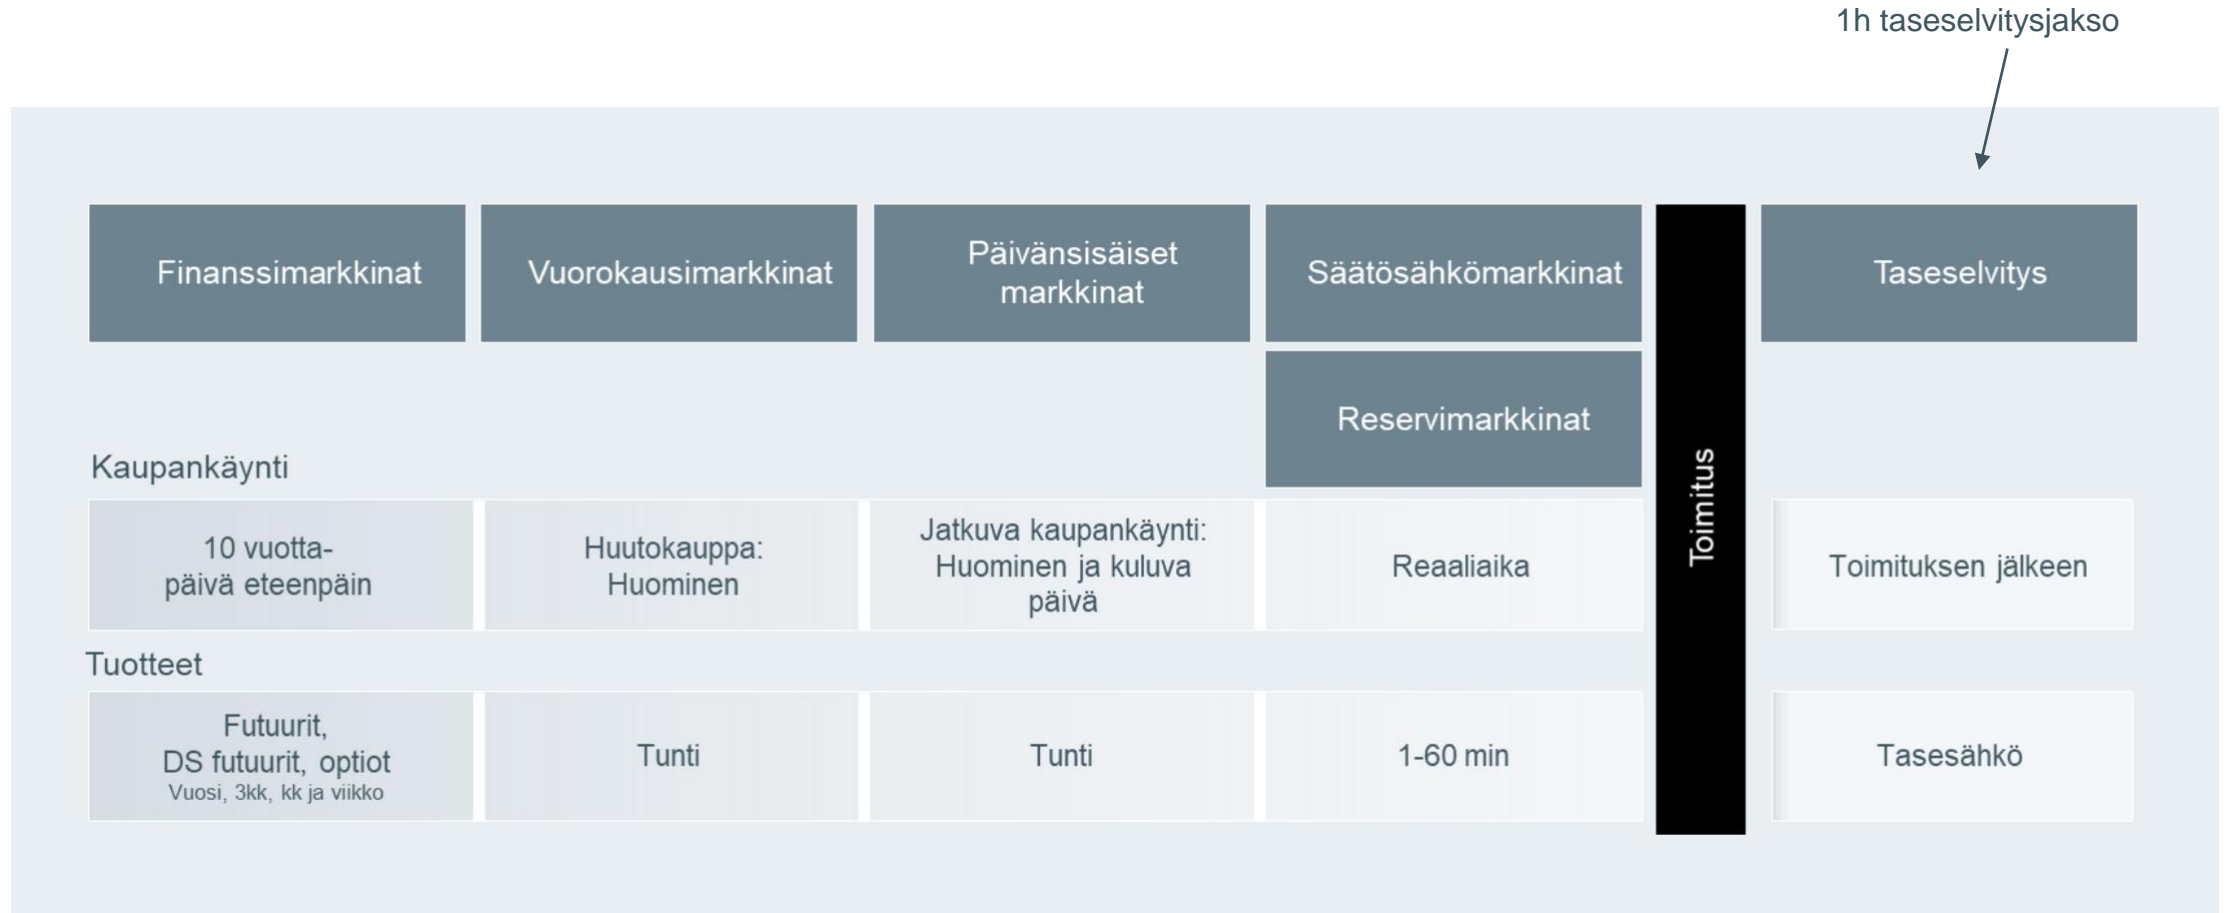 1h taseselvitysjakso
Finanssimarkkinat
Vuorokausimarkkinat
Päivänsisäiset
markkinat
Säätösähkömarkkinat
Taseselvitys
Reservimarkkinat
Toimitus
Kaupankäynti
10 vuotta-
päivä eteenpäin
Huutokauppa:
Huominen
Jatkuva kaupankäynti:
Huominen ja kuluva
päivä
Reaaliaika
Toimituksen jälkeen
Tuotteet
Futuurit,
DS futuurit, optiot
Vuosi, 3kk, kk ja viikko
Tunti
Tunti
1-60 min
Tasesähkö